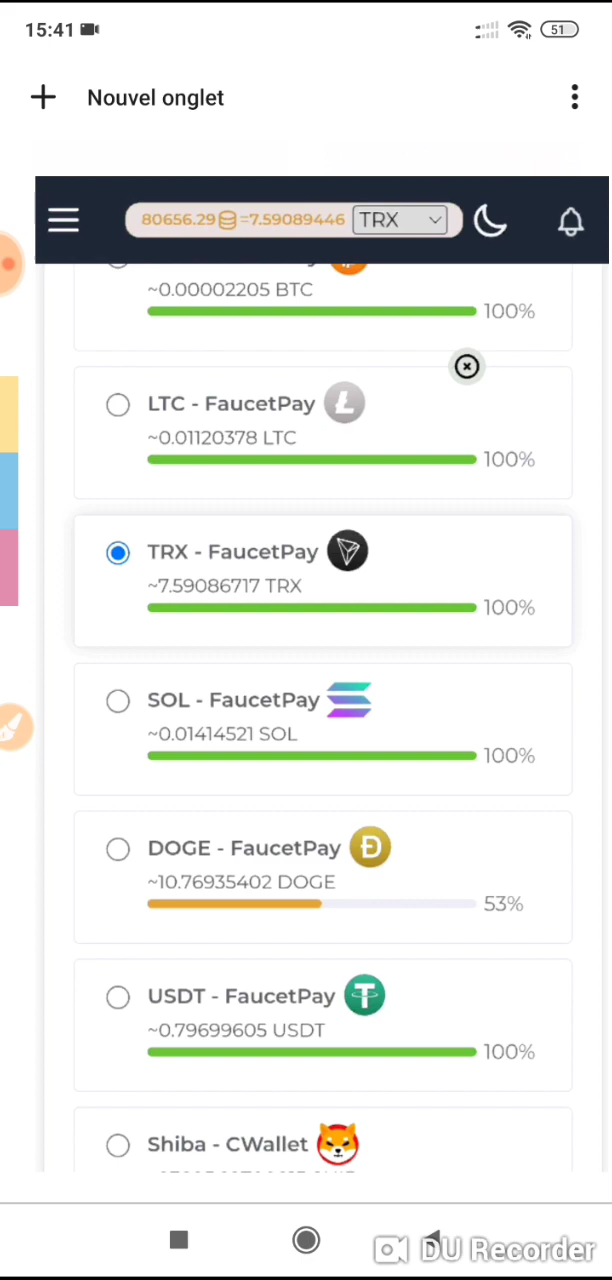 15:41
51
Nouvel onglet
80656.29 =7.59089446 TRX
~0.00002205 BTC
100%
LTC - FaucetPay
~0.01120378 LTC
100%
TRX - FaucetPay
~7.59086717 TRX
100%
SOL - FaucetPay
~0.01414521 SOL
100%
DOGE - FaucetPay
~10.76935402 DOGE
53%
USDT - FaucetPay
~0.79699605 USDT
100%
Shiba - CWallet
DU Recorder